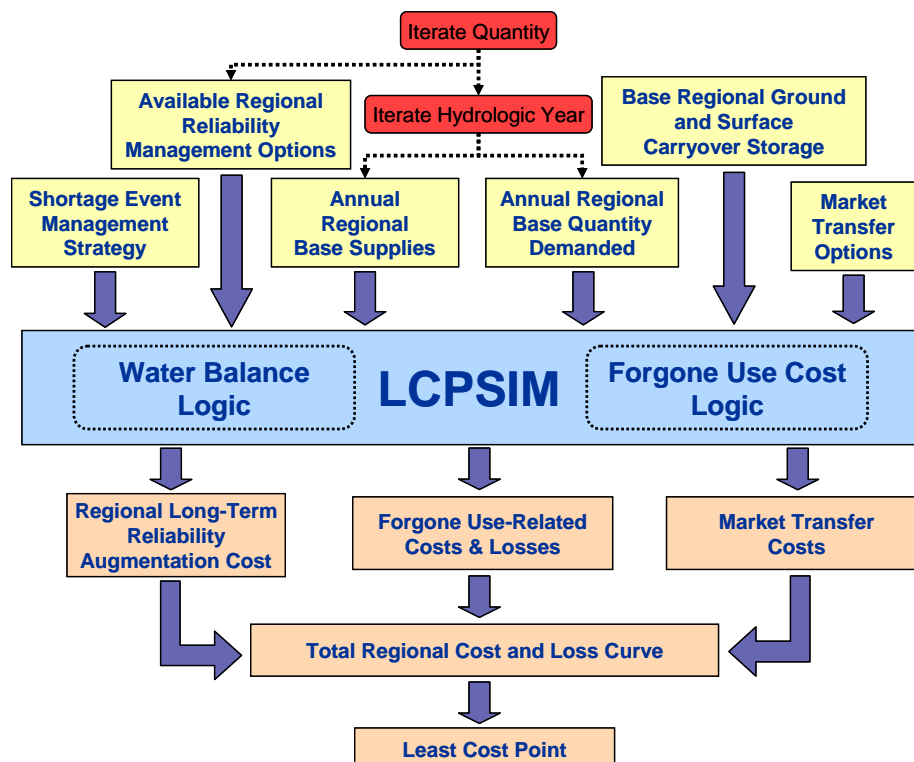 Iterate Quantity
Available Regional
Reliability
Management Options
Iterate Hydrologic Year
Base Regional Ground
and Surface
Carryover Storage
Shortage Event
Management
Strategy
Annual
Regional
Base Supplies
Annual Regional
Base Quantity
Demanded
Market
Transfer
Options
Water Balance
Logic
LCPSIM
Forgone Use Cost
Logic
Regional Long-Term
Reliability
Augmentation Cost
Forgone Use-Related
Costs & Losses
Market Transfer
Costs
Total Regional Cost and Loss Curve
Least Cost Point